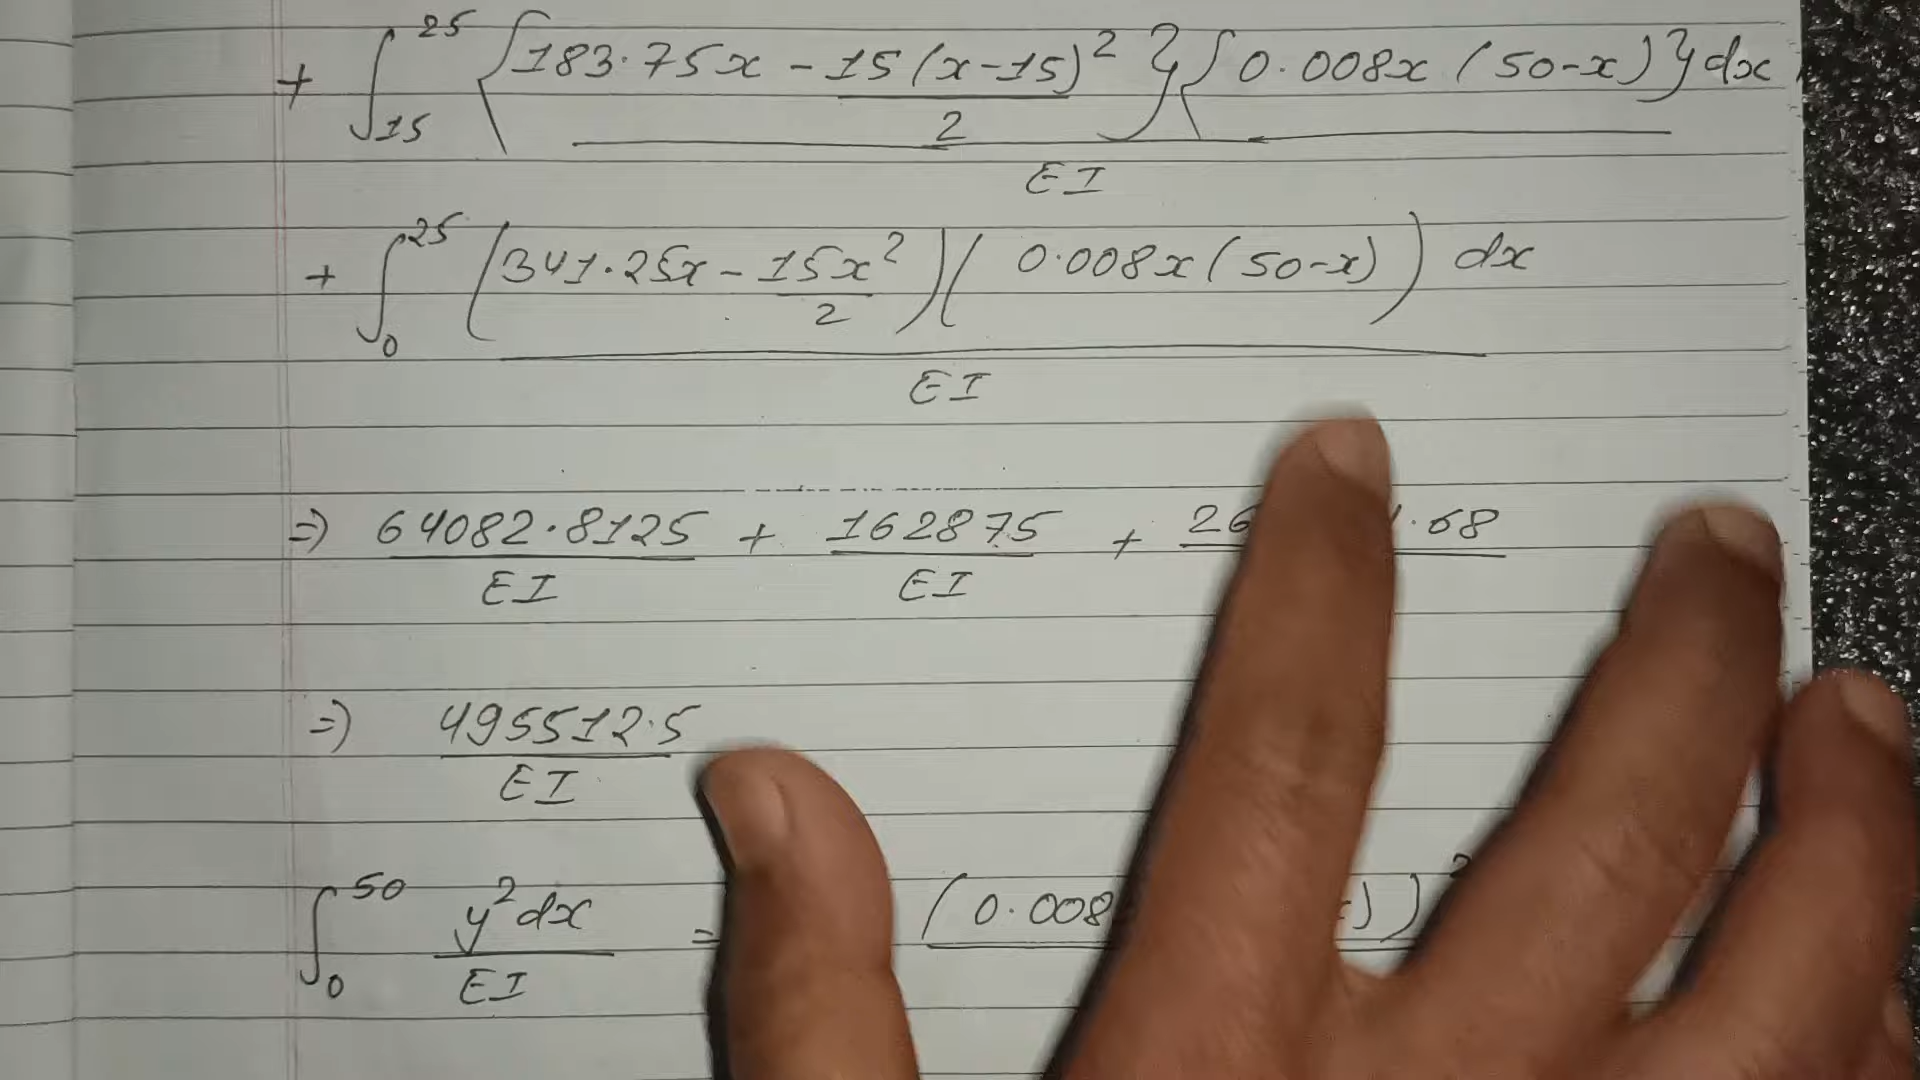 + ∫₁₅²⁵ {183.75x - 15(x-15)²/2}{0.008x(50-x)}dx / EI
+ ∫₀²⁵ (341.25x - 15x²/2)(0.008x(50-x)) dx / EI
⇒ 64082.8125/EI + 162875/EI + 26 .68
⇒ 495512.5/EI
∫₀⁵⁰ y²dx/EI = (0.008 )²